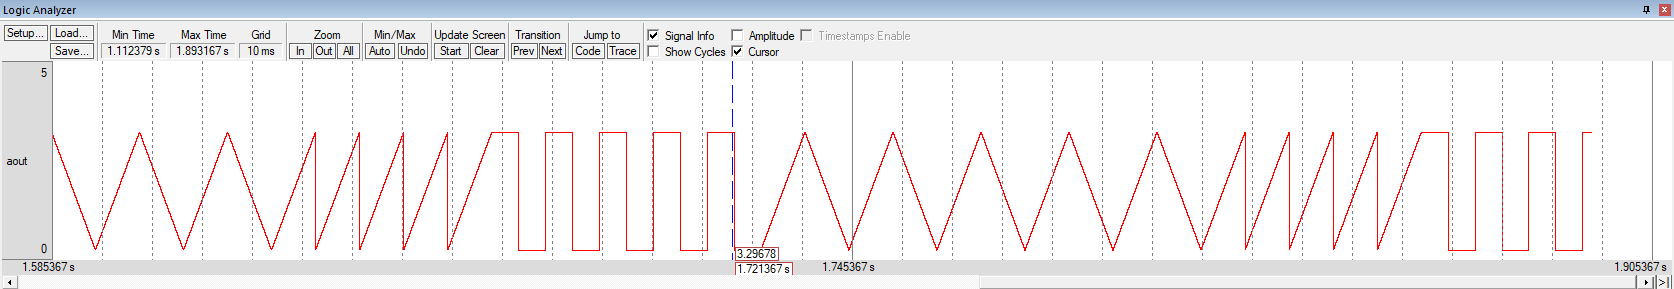 Logic Analyzer
Setup... Load... Min Time Max Time Grid Zoom Min/Max Update Screen Transition Jump to Signal Info Amplitude Timestamps Enable
Save... 1.112379 s 1.893167 s 10 ms In Out All Auto Undo Start Clear Prev Next Code Trace Show Cycles Cursor
5
aout
0
3.29678
1.585367 s 1.721367 s 1.745367 s 1.905367 s